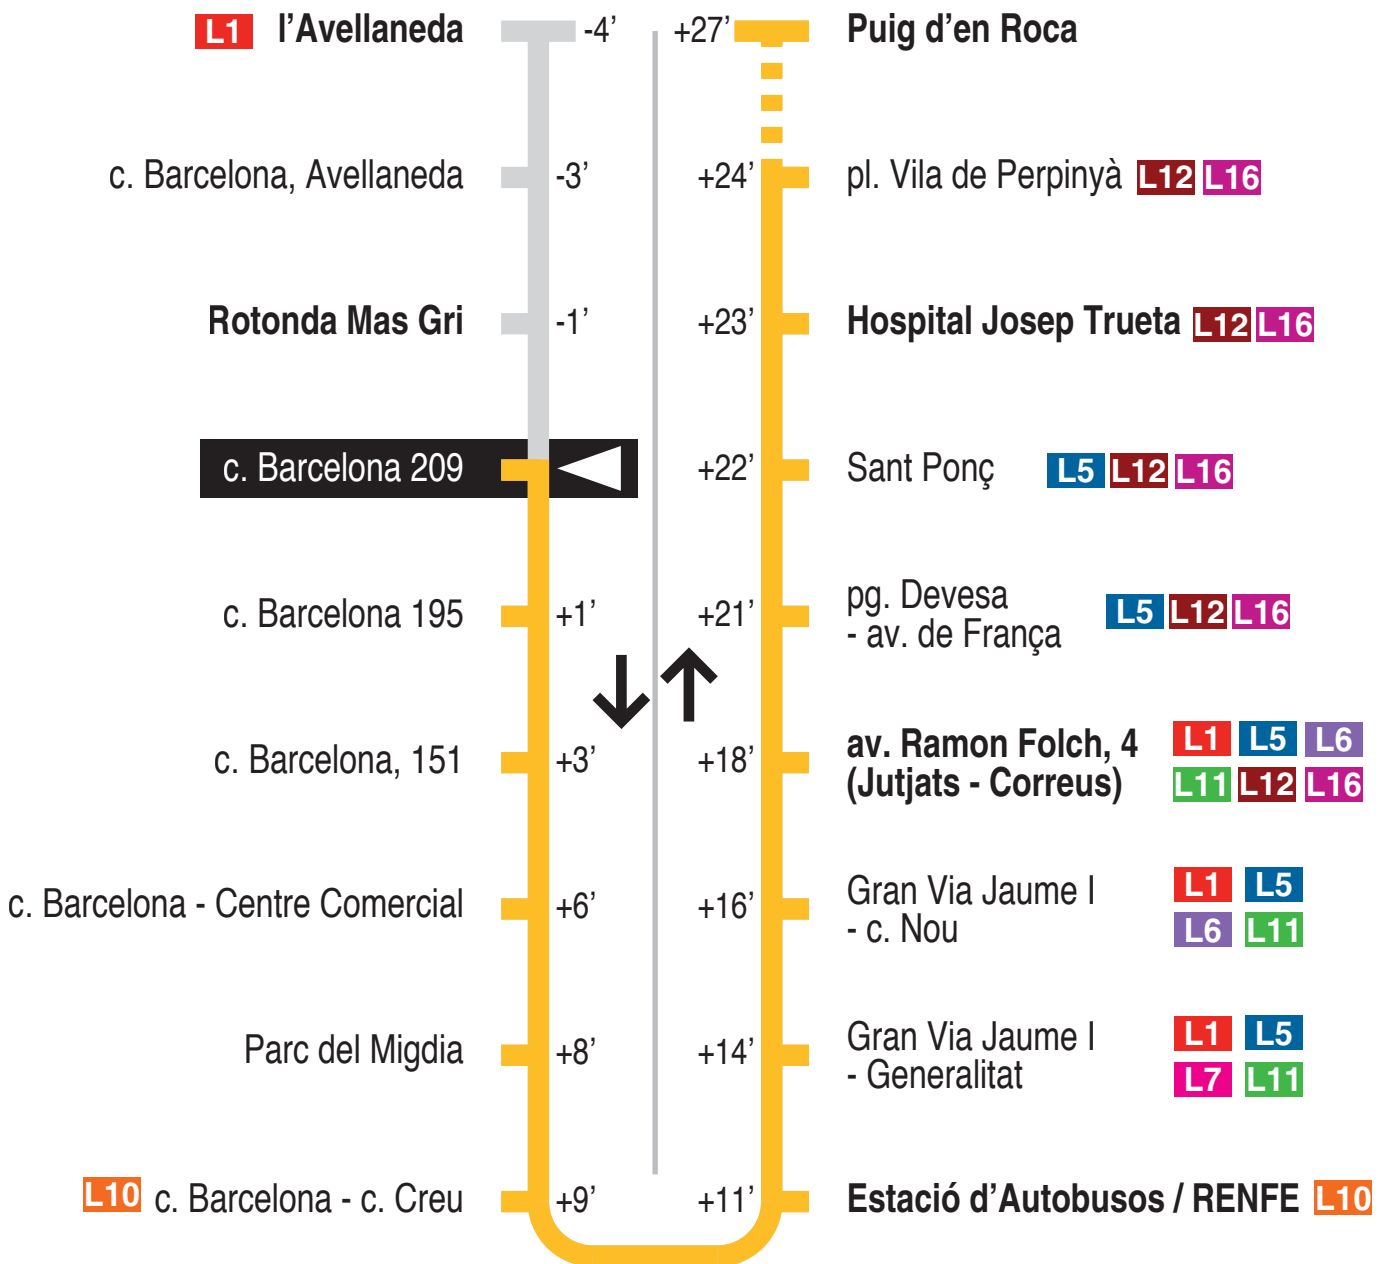 L1 l’Avellaneda -4’ +27’ Puig d’en Roca
c. Barcelona, Avellaneda -3’ +24’ pl. Vila de Perpinyà L12 L16
Rotonda Mas Gri -1’ +23’ Hospital Josep Trueta L12 L16
c. Barcelona 209 +22’ Sant Ponç L5 L12 L16
c. Barcelona 195 +1’ +21’ pg. Devesa
- av. de França L5 L12 L16
c. Barcelona, 151 +3’ +18’ av. Ramon Folch, 4 L1 L5 L6
(Jutjats - Correus) L11 L12 L16
c. Barcelona - Centre Comercial +6’ +16’ Gran Via Jaume I L1 L5
- c. Nou L6 L11
Parc del Migdia +8’ +14’ Gran Via Jaume I L1 L5
- Generalitat L7 L11
L10 c. Barcelona - c. Creu +9’ +11’ Estació d’Autobusos / RENFE L10